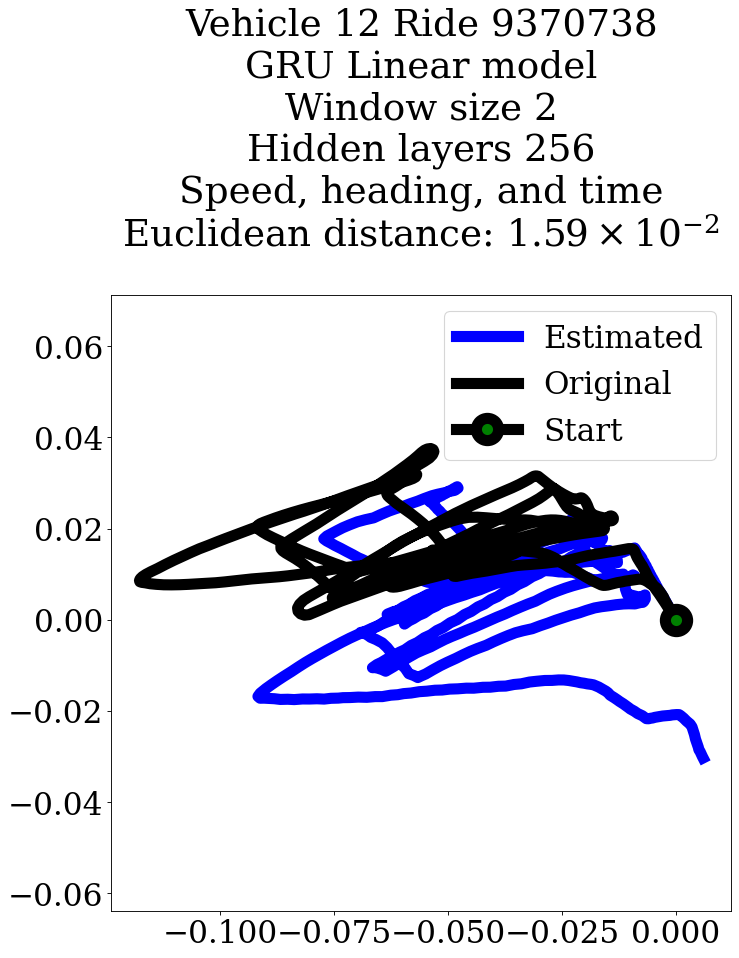 Vehicle 12 Ride 9370738
GRU Linear model
Window size 2
Hidden layers 256
Speed, heading, and time
Euclidean distance: 1.59 × 10⁻²
Estimated
Original
Start
0.06
0.04
0.02
0.00
−0.02
−0.04
−0.06
−0.100 −0.075 −0.050 −0.025 0.000